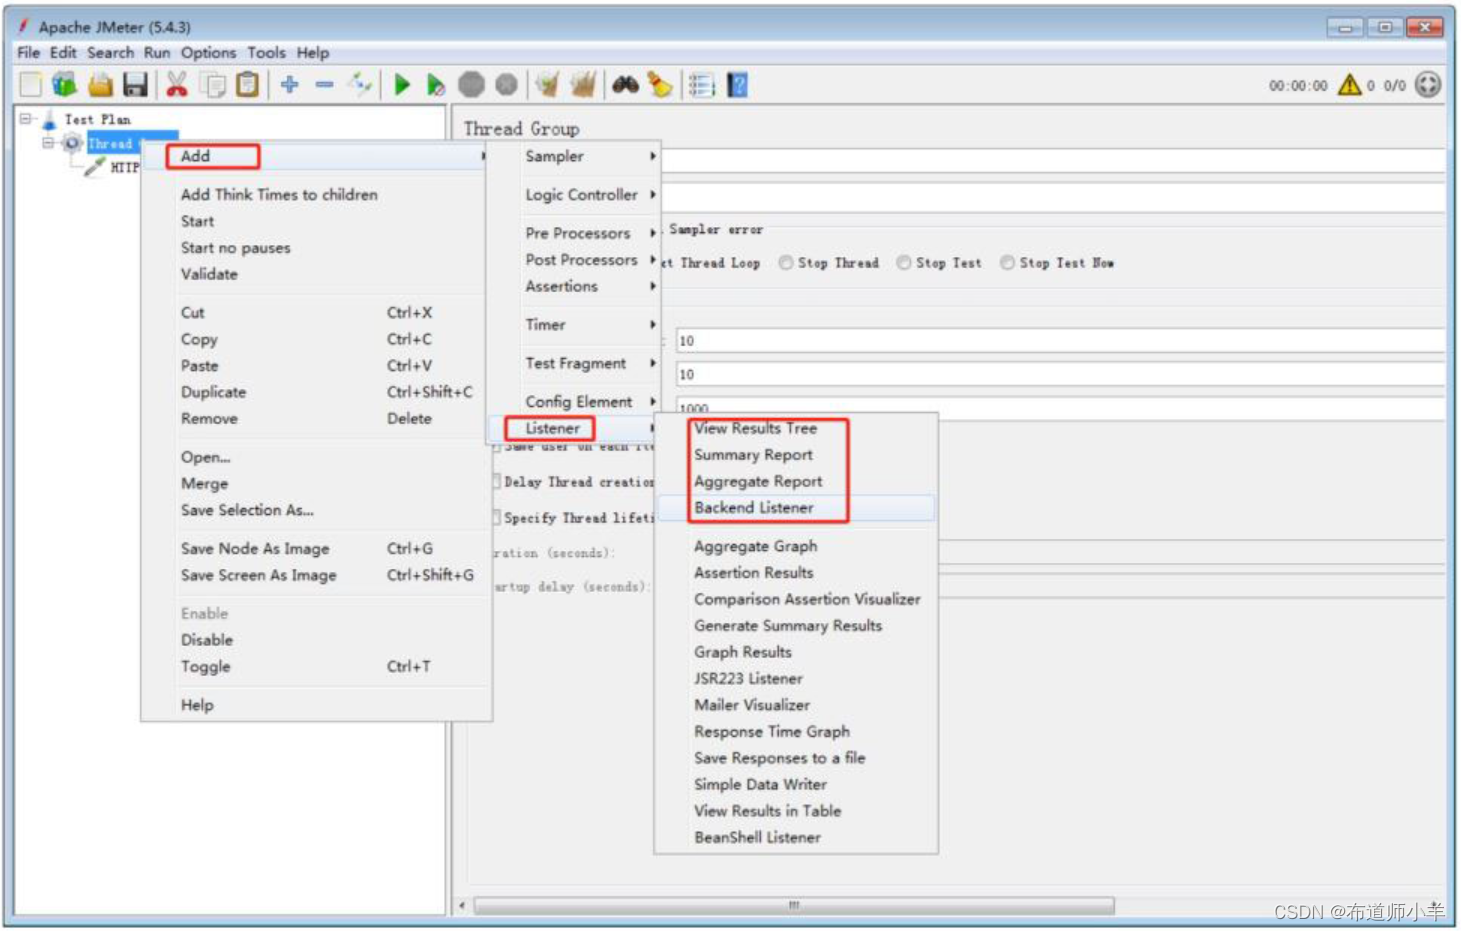 Apache JMeter (5.4.3)
File Edit Search Run Options Tools Help
00:00:00 0 0/0
Test Plan
Thread
HTTP
Add
Add Think Times to children
Start
Start no pauses
Validate
Cut Ctrl+X
Copy Ctrl+C
Paste Ctrl+V
Duplicate Ctrl+Shift+C
Remove Delete
Open...
Merge
Save Selection As...
Save Node As Image Ctrl+G
Save Screen As Image Ctrl+Shift+G
Enable
Disable
Toggle Ctrl+T
Help
Sampler
Logic Controller
Pre Processors
Post Processors
Assertions
Timer
Test Fragment
Config Element
Listener
Thread Group
Sampler error
Thread Loop Stop Thread Stop Test Stop Test Now
10
10
1000
Same user on each
Delay Thread creation
Specify Thread
(seconds):
delay (seconds):
View Results Tree
Summary Report
Aggregate Report
Backend Listener
Aggregate Graph
Assertion Results
Comparison Assertion Visualizer
Generate Summary Results
Graph Results
JSR223 Listener
Mailer Visualizer
Response Time Graph
Save Responses to a file
Simple Data Writer
View Results in Table
BeanShell Listener
CSDN @布道师小羊